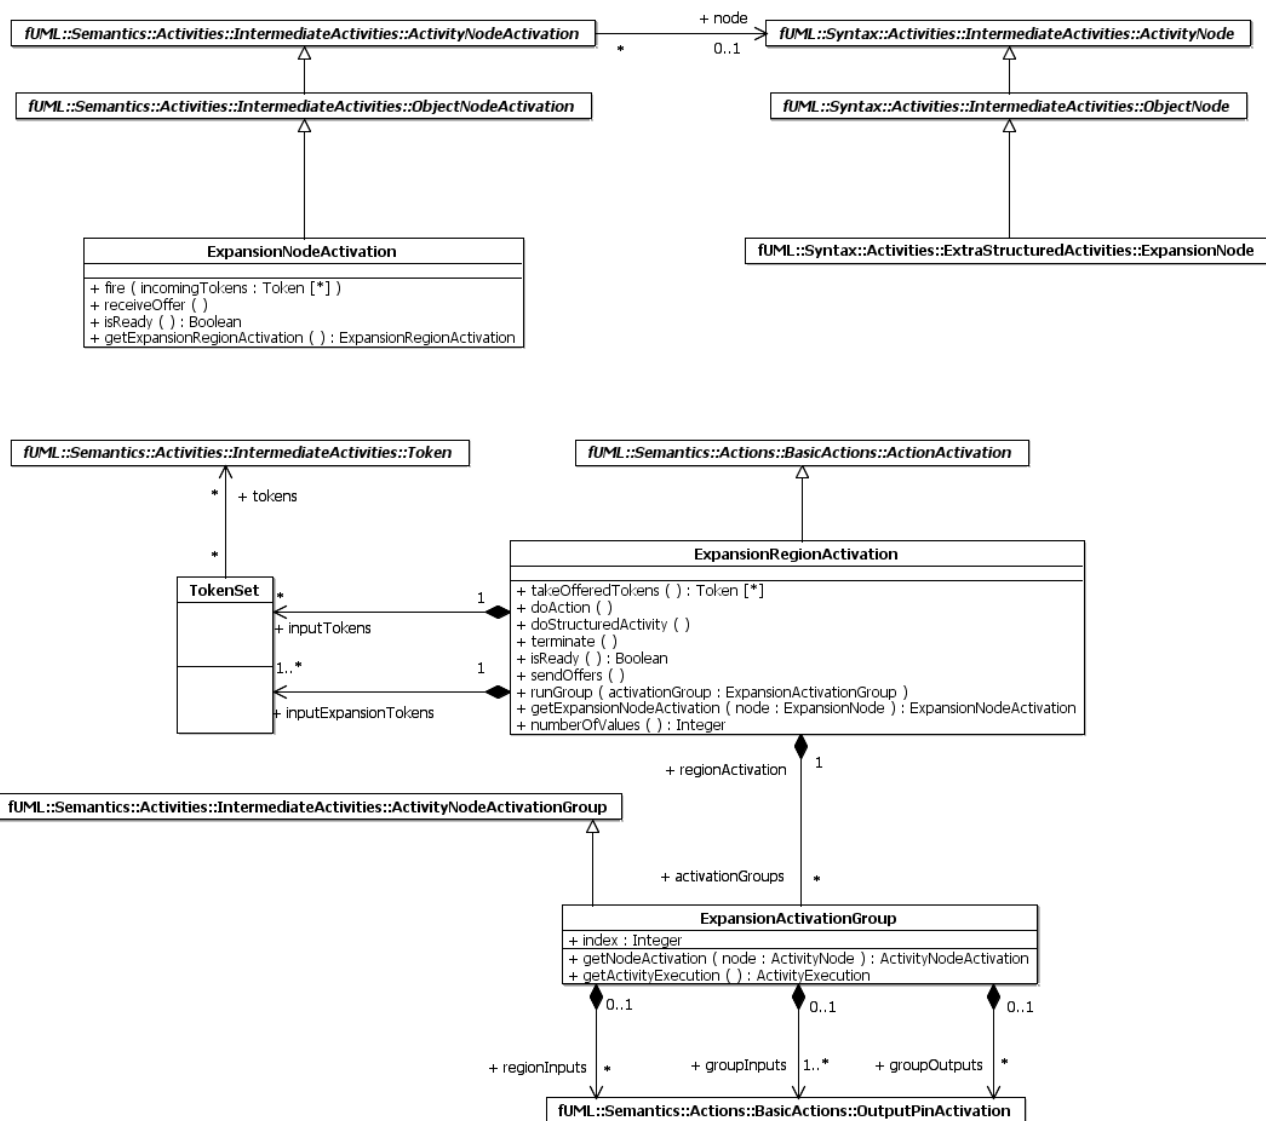 + node
fUML::Semantics::Activities::IntermediateActivities::ActivityNodeActivation
fUML::Syntax::Activities::IntermediateActivities::ActivityNode
* 0..1
fUML::Semantics::Activities::IntermediateActivities::ObjectNodeActivation
fUML::Syntax::Activities::IntermediateActivities::ObjectNode
ExpansionNodeActivation
fUML::Syntax::Activities::ExtraStructuredActivities::ExpansionNode
+ fire ( incomingTokens : Token [*] )
+ receiveOffer ( )
+ isReady ( ) : Boolean
+ getExpansionRegionActivation ( ) : ExpansionRegionActivation
fUML::Semantics::Activities::IntermediateActivities::Token
fUML::Semantics::Actions::BasicActions::ActionActivation
* + tokens
*
ExpansionRegionActivation
TokenSet
* 1
+ inputTokens
1..* 1
+ inputExpansionTokens
+ takeOfferedTokens ( ) : Token [*]
+ doAction ( )
+ doStructuredActivity ( )
+ terminate ( )
+ isReady ( ) : Boolean
+ sendOffers ( )
+ runGroup ( activationGroup : ExpansionActivationGroup )
+ getExpansionNodeActivation ( node : ExpansionNode ) : ExpansionNodeActivation
+ numberOfValues ( ) : Integer
+ regionActivation 1
fUML::Semantics::Activities::IntermediateActivities::ActivityNodeActivationGroup
+ activationGroups *
ExpansionActivationGroup
+ index : Integer
+ getNodeActivation ( node : ActivityNode ) : ActivityNodeActivation
+ getActivityExecution ( ) : ActivityExecution
0..1 0..1 0..1
+ regionInputs * + groupInputs 1..* + groupOutputs *
fUML::Semantics::Actions::BasicActions::OutputPinActivation